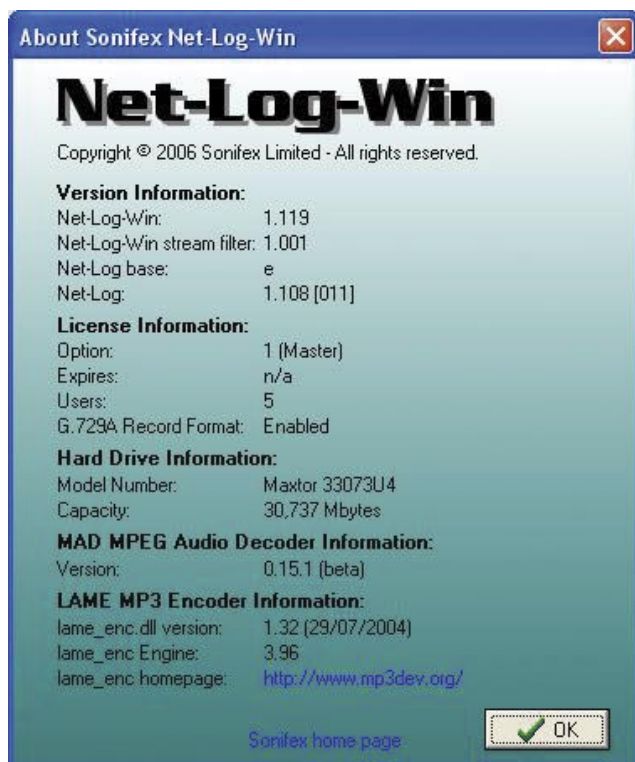 About Sonifex Net-Log-Win
Net-Log-Win
Copyright © 2006 Sonifex Limited - All rights reserved.
Version Information:
Net-Log-Win: 1.119
Net-Log-Win stream filter: 1.001
Net-Log base: e
Net-Log: 1.108 [011]
License Information:
Option: 1 (Master)
Expires: n/a
Users: 5
G.729A Record Format: Enabled
Hard Drive Information:
Model Number: Maxtor 33073U4
Capacity: 30,737 Mbytes
MAD MPEG Audio Decoder Information:
Version: 0.15.1 (beta)
LAME MP3 Encoder Information:
lame_enc.dll version: 1.32 (29/07/2004)
lame_enc Engine: 3.96
lame_enc homepage: http://www.mp3dev.org/
Sonifex home page
OK